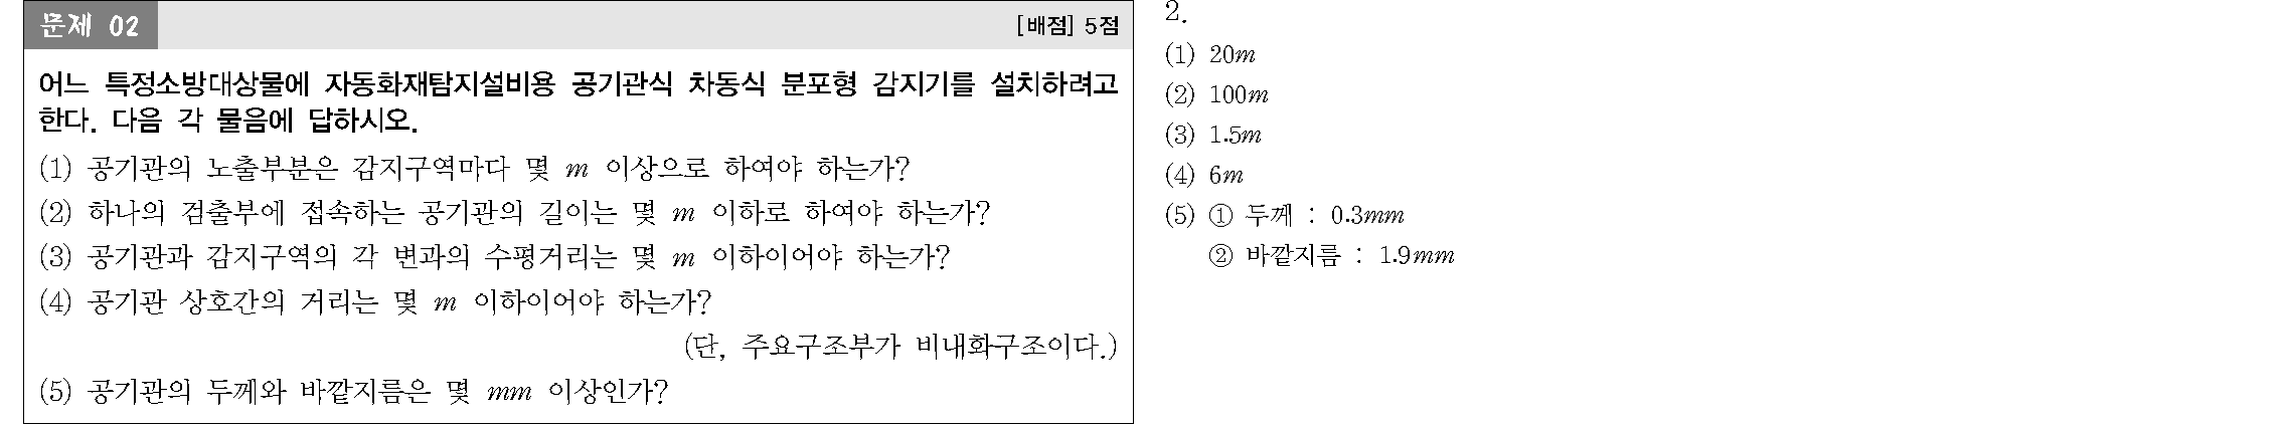 문제 02
[배점] 5점
어느 특정소방대상물에 자동화재탐지설비용 공기관식 차동식 분포형 감지기를 설치하려고
한다. 다음 각 물음에 답하시오.
(1) 공기관의 노출부분은 감지구역마다 몇 m 이상으로 하여야 하는가?
(2) 하나의 검출부에 접속하는 공기관의 길이는 몇 m 이하로 하여야 하는가?
(3) 공기관과 감지구역의 각 변과의 수평거리는 몇 m 이하이어야 하는가?
(4) 공기관 상호간의 거리는 몇 m 이하이어야 하는가?
(단, 주요구조부가 비내화구조이다.)
(5) 공기관의 두께와 바깥지름은 몇 mm 이상인가?
2.
(1) 20m
(2) 100m
(3) 1.5m
(4) 6m
(5) ① 두께 : 0.3mm
② 바깥지름 : 1.9mm